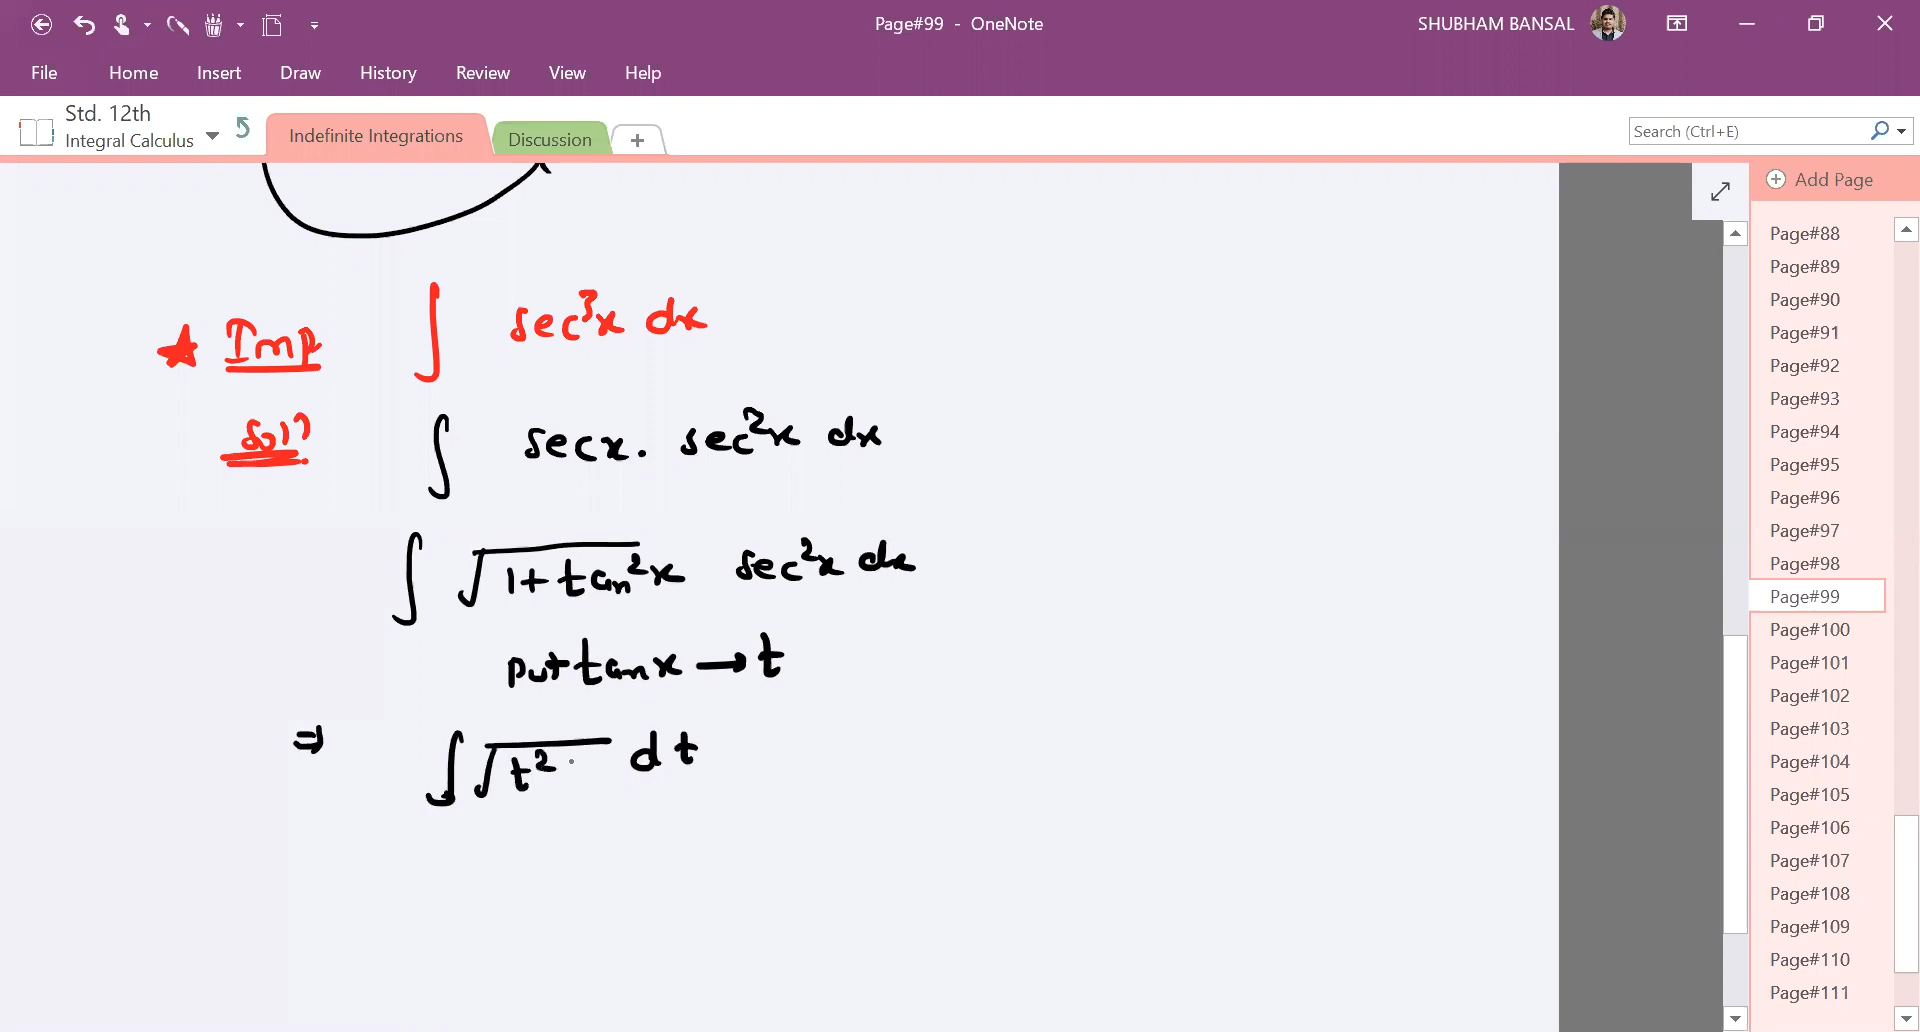 Page#99 - OneNote
SHUBHAM BANSAL
File Home Insert Draw History Review View Help
Std. 12th
Integral Calculus
Indefinite Integrations
Discussion
+
Search (Ctrl+E)
Add Page
Page#88
Page#89
Page#90
Page#91
Page#92
Page#93
Page#94
Page#95
Page#96
Page#97
Page#98
Page#99
Page#100
Page#101
Page#102
Page#103
Page#104
Page#105
Page#106
Page#107
Page#108
Page#109
Page#110
Page#111
★ Imp ∫ sec³x dx
Solⁿ ∫ secx. sec²x dx
∫ √1+tan²x sec²x dx
put tanx → t
⇒ ∫ √t² dt